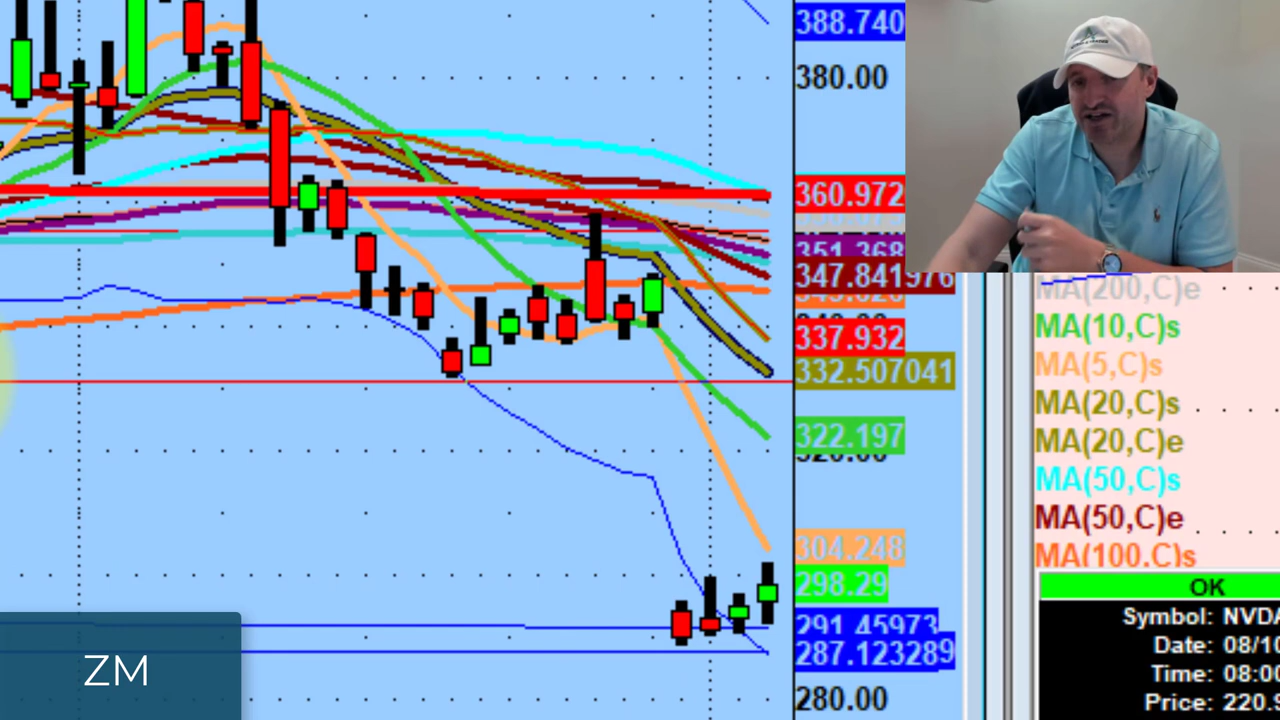 388.740
380.00
360.972
351.368
347.841976
337.932
332.507041
322.197
304.248
298.29
291.45973
287.123289
280.00
MA(200,C)e
MA(10,C)s
MA(5,C)s
MA(20,C)s
MA(20,C)e
MA(50,C)s
MA(50,C)e
MA(100,C)s
OK
Symbol: NVDA
Date: 08/10
Time: 08:00
Price: 220.9
ZM